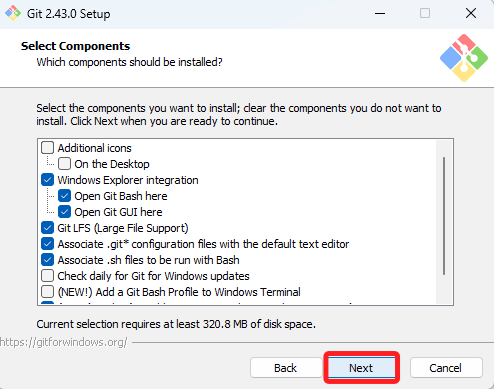 Git 2.43.0 Setup
Select Components
Which components should be installed?
Select the components you want to install; clear the components you do not want to
install. Click Next when you are ready to continue.
Additional icons
On the Desktop
Windows Explorer integration
Open Git Bash here
Open Git GUI here
Git LFS (Large File Support)
Associate .git* configuration files with the default text editor
Associate .sh files to be run with Bash
Check daily for Git for Windows updates
(NEW!) Add a Git Bash Profile to Windows Terminal
Current selection requires at least 320.8 MB of disk space.
https://gitforwindows.org/
Back
Next
Cancel